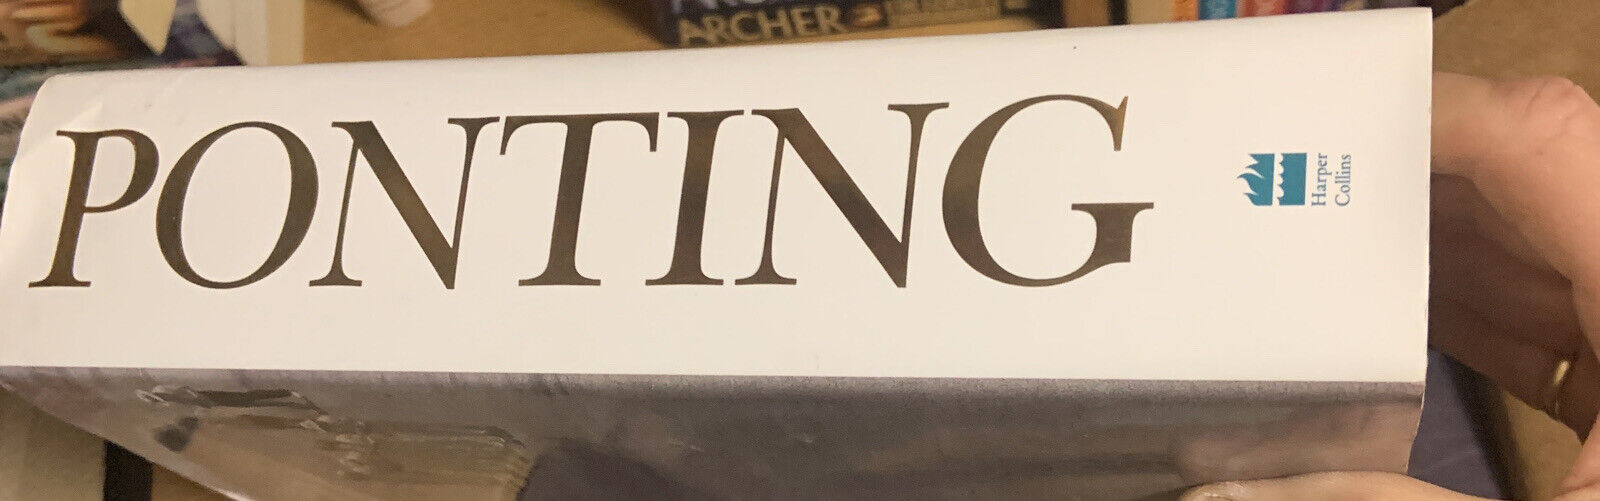 PONTING
Harper
Collins
ARCHER